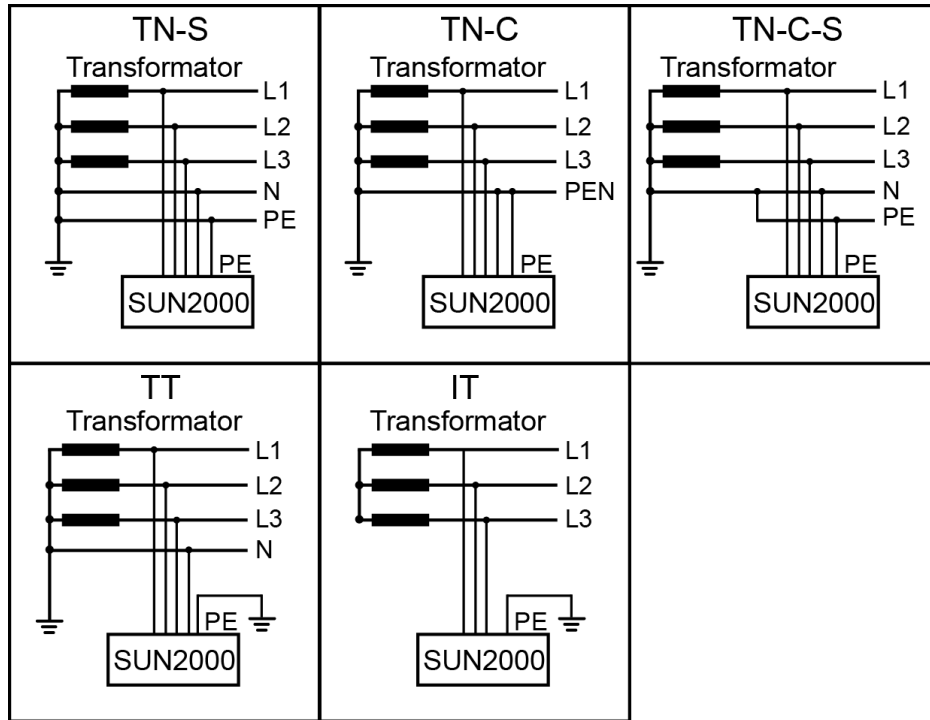 TN-S
Transformator
L1
L2
L3
N
PE
PE
SUN2000
TN-C
Transformator
L1
L2
L3
PEN
PE
SUN2000
TN-C-S
Transformator
L1
L2
L3
N
PE
PE
SUN2000
TT
Transformator
L1
L2
L3
N
PE
SUN2000
IT
Transformator
L1
L2
L3
PE
SUN2000